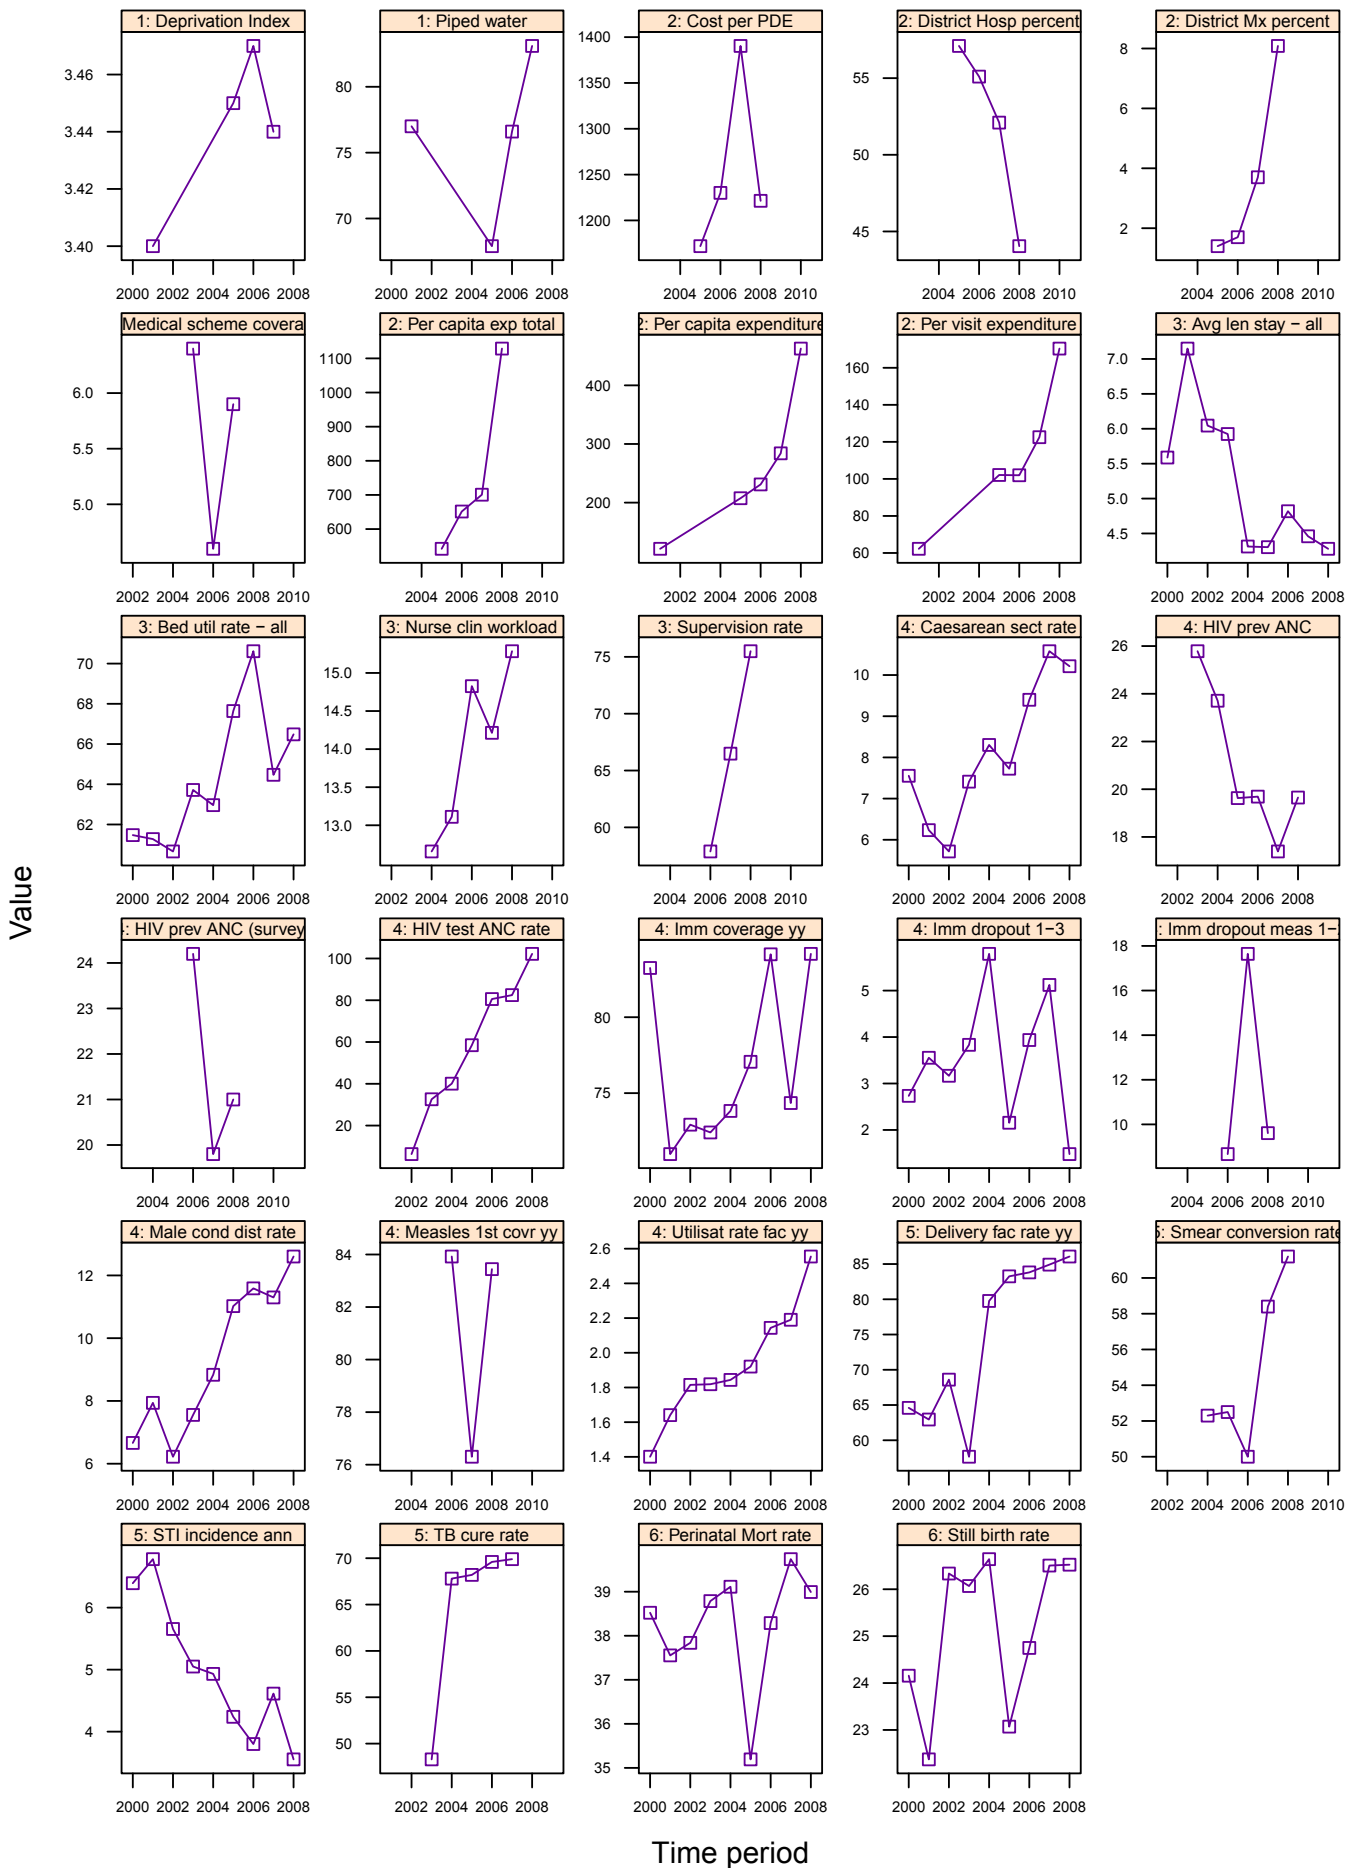 1: Deprivation Index
3.46
3.44
3.42
3.40
2000 2002 2004 2006 2008
1: Piped water
80
75
70
2000 2002 2004 2006 2008
2: Cost per PDE
1400
1350
1300
1250
1200
2004 2006 2008 2010
2: District Hosp percent
55
50
45
2004 2006 2008 2010
2: District Mx percent
8
6
4
2
2004 2006 2008 2010
Medical scheme covera
6.0
5.5
5.0
2002 2004 2006 2008 2010
2: Per capita exp total
1100
1000
900
800
700
600
2004 2006 2008 2010
2: Per capita expenditure
400
300
200
2002 2004 2006 2008
2: Per visit expenditure
160
140
120
100
80
60
2002 2004 2006 2008
3: Avg len stay − all
7.0
6.5
6.0
5.5
5.0
4.5
2000 2002 2004 2006 2008
3: Bed util rate − all
70
68
66
64
62
2000 2002 2004 2006 2008
3: Nurse clin workload
15.0
14.5
14.0
13.5
13.0
2002 2004 2006 2008 2010
3: Supervision rate
75
70
65
60
2004 2006 2008 2010
4: Caesarean sect rate
10
9
8
7
6
2000 2002 2004 2006 2008
4: HIV prev ANC
26
24
22
20
18
2002 2004 2006 2008
: HIV prev ANC (survey
24
23
22
21
20
2004 2006 2008 2010
4: HIV test ANC rate
100
80
60
40
20
2002 2004 2006 2008
4: Imm coverage yy
80
75
2000 2002 2004 2006 2008
4: Imm dropout 1−3
5
4
3
2
2000 2002 2004 2006 2008
: Imm dropout meas 1−
18
16
14
12
10
2004 2006 2008 2010
4: Male cond dist rate
12
10
8
6
2000 2002 2004 2006 2008
4: Measles 1st covr yy
84
82
80
78
76
2004 2006 2008 2010
4: Utilisat rate fac yy
2.6
2.4
2.2
2.0
1.8
1.6
1.4
2000 2002 2004 2006 2008
5: Delivery fac rate yy
85
80
75
70
65
60
2000 2002 2004 2006 2008
5: Smear conversion rate
60
58
56
54
52
50
2002 2004 2006 2008 2010
5: STI incidence ann
6
5
4
2000 2002 2004 2006 2008
5: TB cure rate
70
65
60
55
50
2002 2004 2006 2008
6: Perinatal Mort rate
39
38
37
36
35
2000 2002 2004 2006 2008
6: Still birth rate
26
25
24
23
2000 2002 2004 2006 2008
Value
Time period